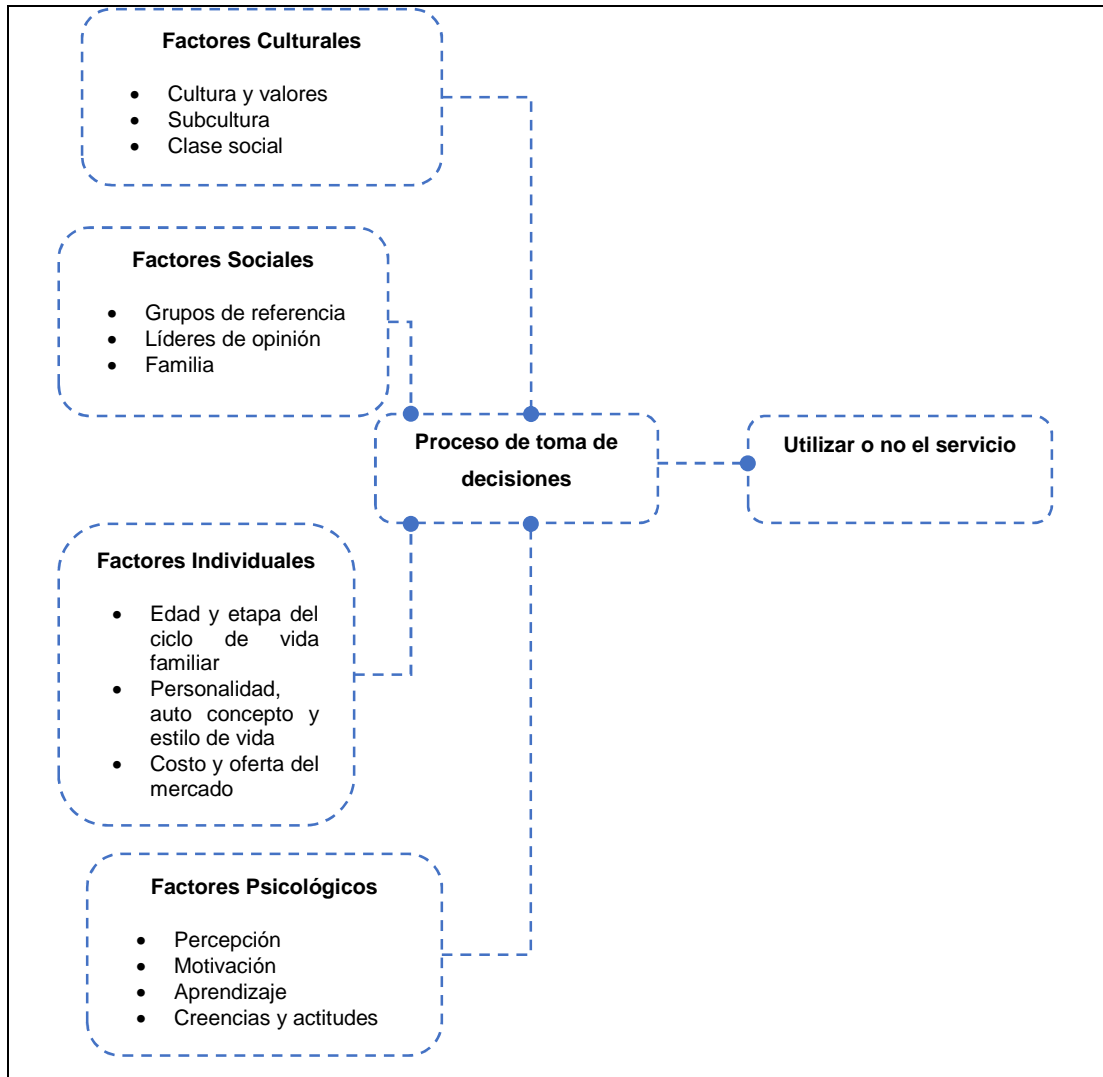 Factores Culturales
• Cultura y valores
• Subcultura
• Clase social
Factores Sociales
• Grupos de referencia
• Líderes de opinión
• Familia
Proceso de toma de
decisiones
Utilizar o no el servicio
Factores Individuales
• Edad y etapa del
ciclo de vida
familiar
• Personalidad,
auto concepto y
estilo de vida
• Costo y oferta del
mercado
Factores Psicológicos
• Percepción
• Motivación
• Aprendizaje
• Creencias y actitudes